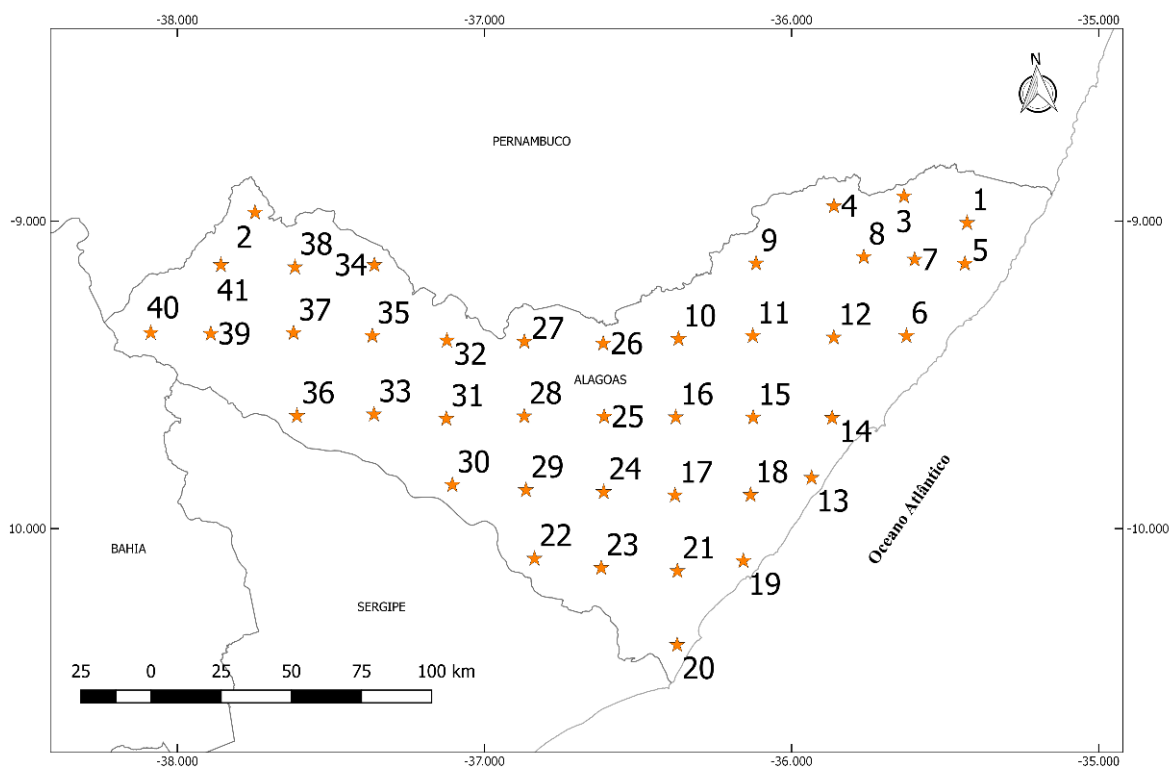 -38.000 -37.000 -36.000 -35.000
N
PERNAMBUCO
-9.000 -9.000
1
4
3
2 38 9 8 7 5
34
41
40 37 35 27 10 11 12 6
39 32 26
ALAGOAS
36 33 31 28 16 15
25 14
30 29 24 17 18
13
Oceano Atlântico
-10.000 -10.000
BAHIA 22 23 21
19
SERGIPE
20
25 0 25 50 75 100 km
-38.000 -37.000 -36.000 -35.000